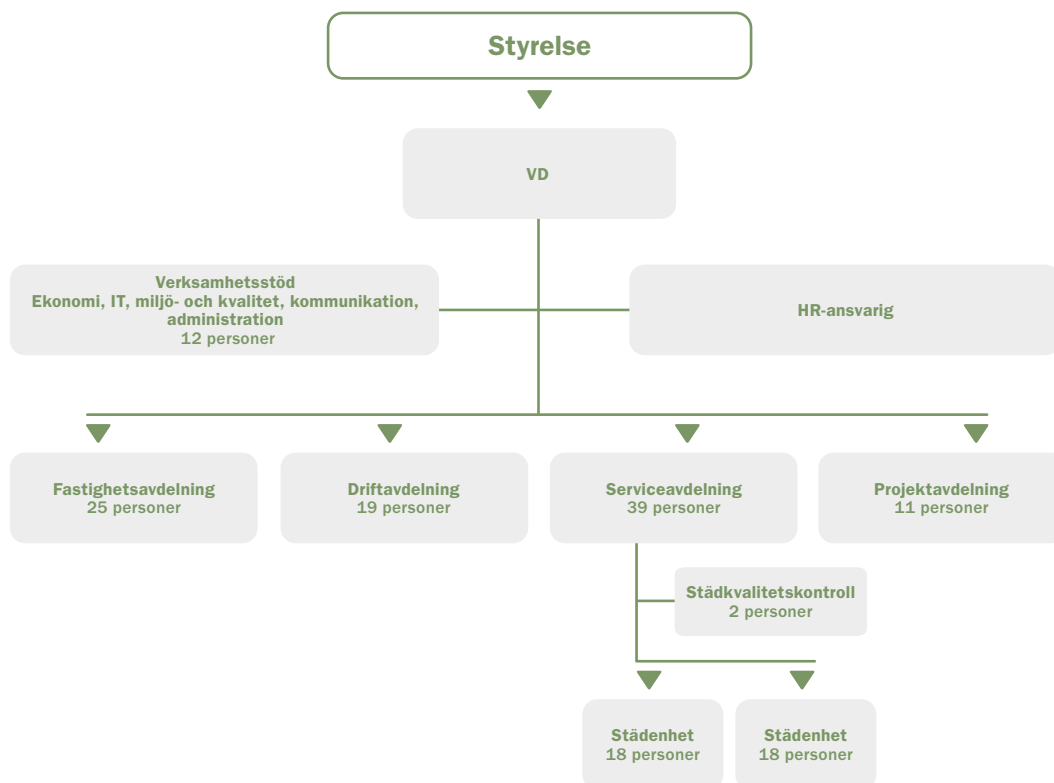 Styrelse
VD
Verksamhetsstöd
Ekonomi, IT, miljö- och kvalitet, kommunikation,
administration
12 personer
HR-ansvarig
Fastighetsavdelning
25 personer
Driftavdelning
19 personer
Serviceavdelning
39 personer
Projektavdelning
11 personer
Städkvalitetskontroll
2 personer
Städenhet
18 personer
Städenhet
18 personer